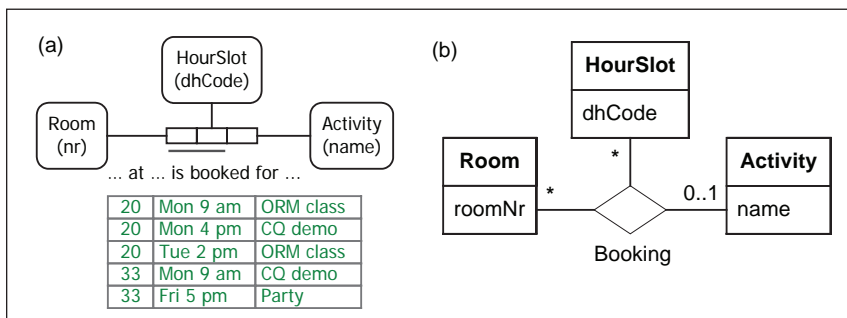 (a)
HourSlot
(dhCode)
Room
(nr)
Activity
(name)
... at ... is booked for ...
20 Mon 9 am ORM class
20 Mon 4 pm CQ demo
20 Tue 2 pm ORM class
33 Mon 9 am CQ demo
33 Fri 5 pm Party
(b)
HourSlot
dhCode
Room
roomNr
*
*
0..1
Activity
name
Booking